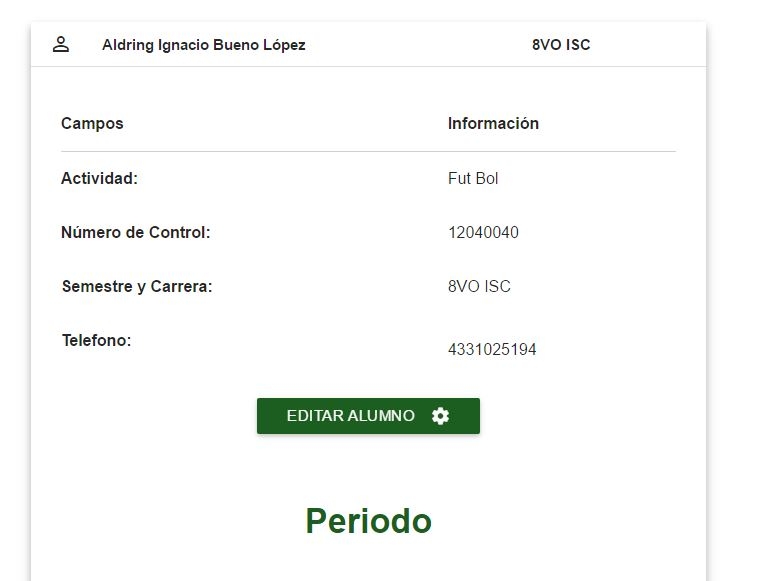 Aldring Ignacio Bueno López 8VO ISC
Campos Información
Actividad: Fut Bol
Número de Control: 12040040
Semestre y Carrera: 8VO ISC
Telefono: 4331025194
EDITAR ALUMNO
Periodo